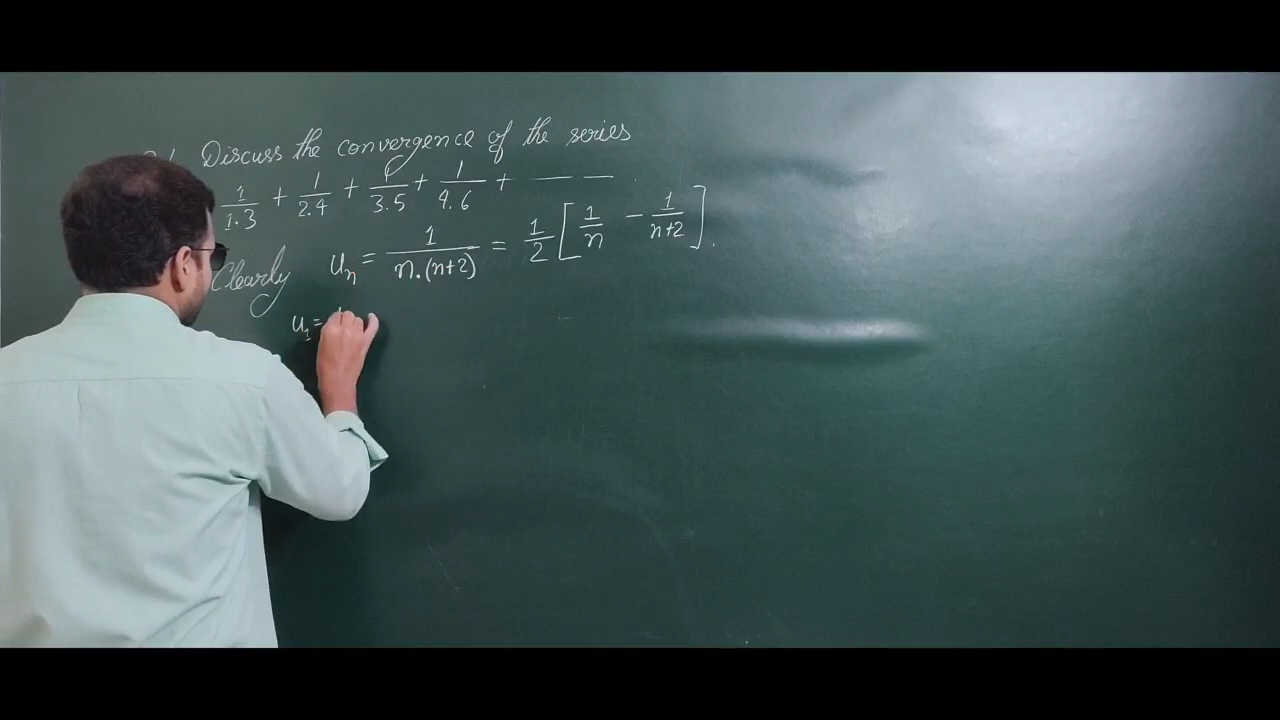 Discuss the convergence of the series
1/1.3 + 1/2.4 + 1/3.5 + 1/4.6 + — — — .
Clearly uₙ = 1/n.(n+2) = 1/2 [1/n − 1/n+2].
u₁ =